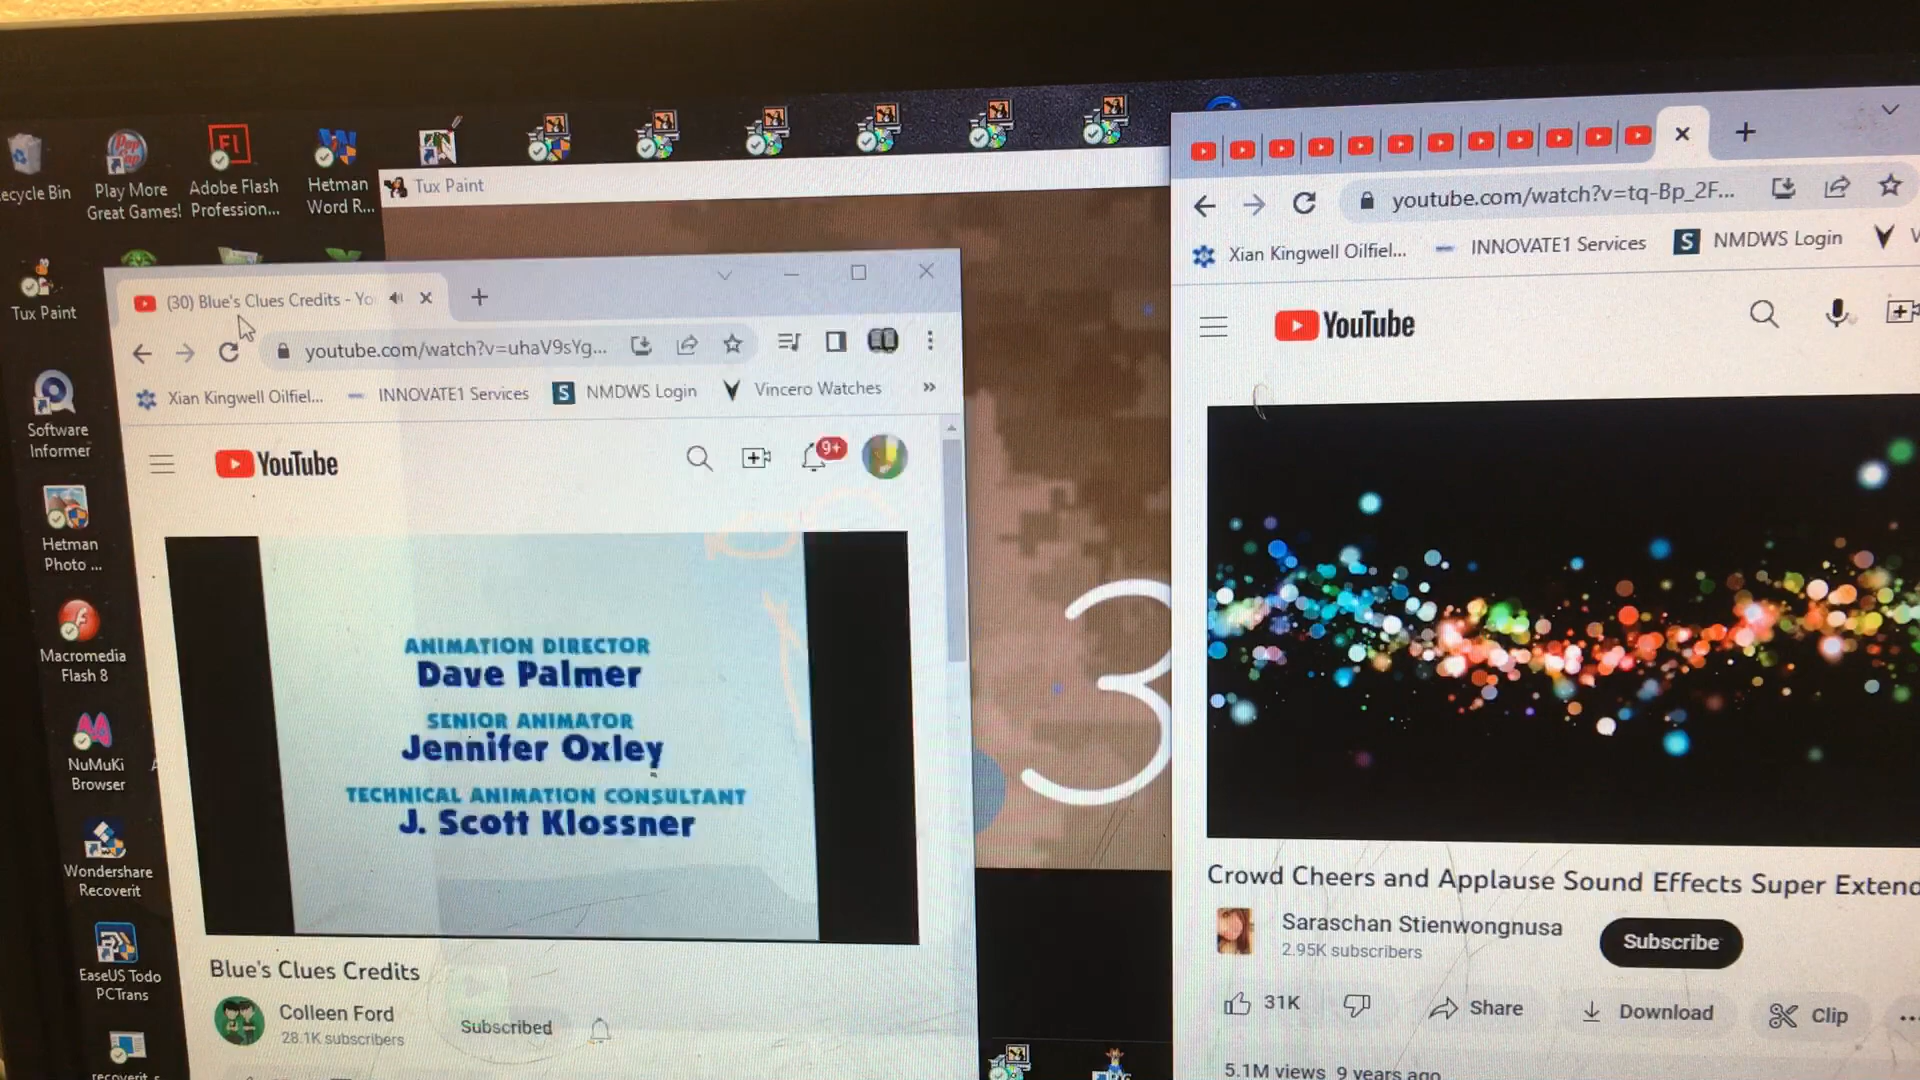 ecycle Bin
Play More
Great Games!
Adobe Flash
Profession...
Hetman
Word R...
Tux Paint
Tux Paint
Software
Informer
Hetman
Photo ...
Macromedia
Flash 8
NuMuKi
Browser
Wondershare
Recoverit
EaseUS Todo
PCTrans
(30) Blue's Clues Credits - Yo
youtube.com/watch?v=uhaV9sYg...
Xian Kingwell Oilfiel...
INNOVATE1 Services
S NMDWS Login
Vincero Watches
YouTube
9+
ANIMATION DIRECTOR
Dave Palmer
SENIOR ANIMATOR
Jennifer Oxley
TECHNICAL ANIMATION CONSULTANT
J. Scott Klossner
Blue's Clues Credits
Colleen Ford
28.1K subscribers
Subscribed
3
youtube.com/watch?v=tq-Bp_2F...
Xian Kingwell Oilfiel...
INNOVATE1 Services
S NMDWS Login
YouTube
Crowd Cheers and Applause Sound Effects Super Extend
Saraschan Stienwongnusa
2.95K subscribers
Subscribe
31K
Share
Download
Clip
5.1M views 9 years ago